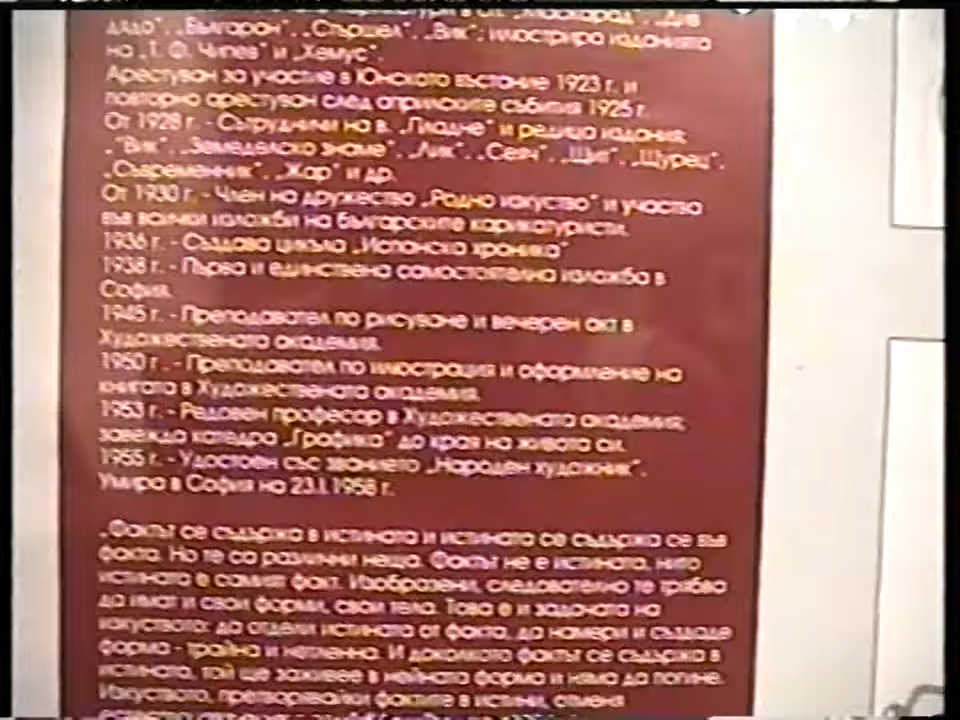 в сп. „Маскарад“, „Див
дядо“, „Българан“, „Стършел“, „Вик“; илюстрира изданията
на „Т. Ф. Чипев“ и „Хемус“.
Арестуван за участие в Юнското въстание 1923 г. и
повторно арестуван след априлските събития 1925 г.
От 1928 г. - Сътрудничи на в. „Пладне“ и редица издания;
„Вик“, „Земеделско знаме“, „Лик“, „Сеяч“, „Щит“, „Щурец“,
„Съвременник“, „Жар“ и др.
От 1930 г. - Член на дружество „Родно изкуство“ и участва
във всички изложби на българските карикатуристи.
1936 г. - Създава цикъла „Испанска хроника“
1938 г. - Първа и единствена самостоятелна изложба в
София.
1945 г. - Преподавател по рисуване и вечерен акт в
Художествената академия.
1950 г. - Преподавател по илюстрация и оформление на
книгата в Художествената академия.
1953 г. - Редовен професор в Художествената академия;
завежда катедра „Графика“ до края на живота си.
1955 г. - Удостоен със званието „Народен художник“.
Умира в София на 23.I.1958 г.
„Фактът се съдържа в истината и истината се съдържа се във
факта. Но те са различни неща. Фактът не е истината, нито
истината е самият факт. Изобразени, следователно те трябва
да имат и свои форми, свои тела. Това е и задачата на
изкуството: да отдели истината от факта, да намери и създаде
форма - трайна и нетленна. И доколкото фактът се съдържа в
истината, той ще заживее в нейната форма и няма да погине.
Изкуството, претворявайки фактите в истини, отменя